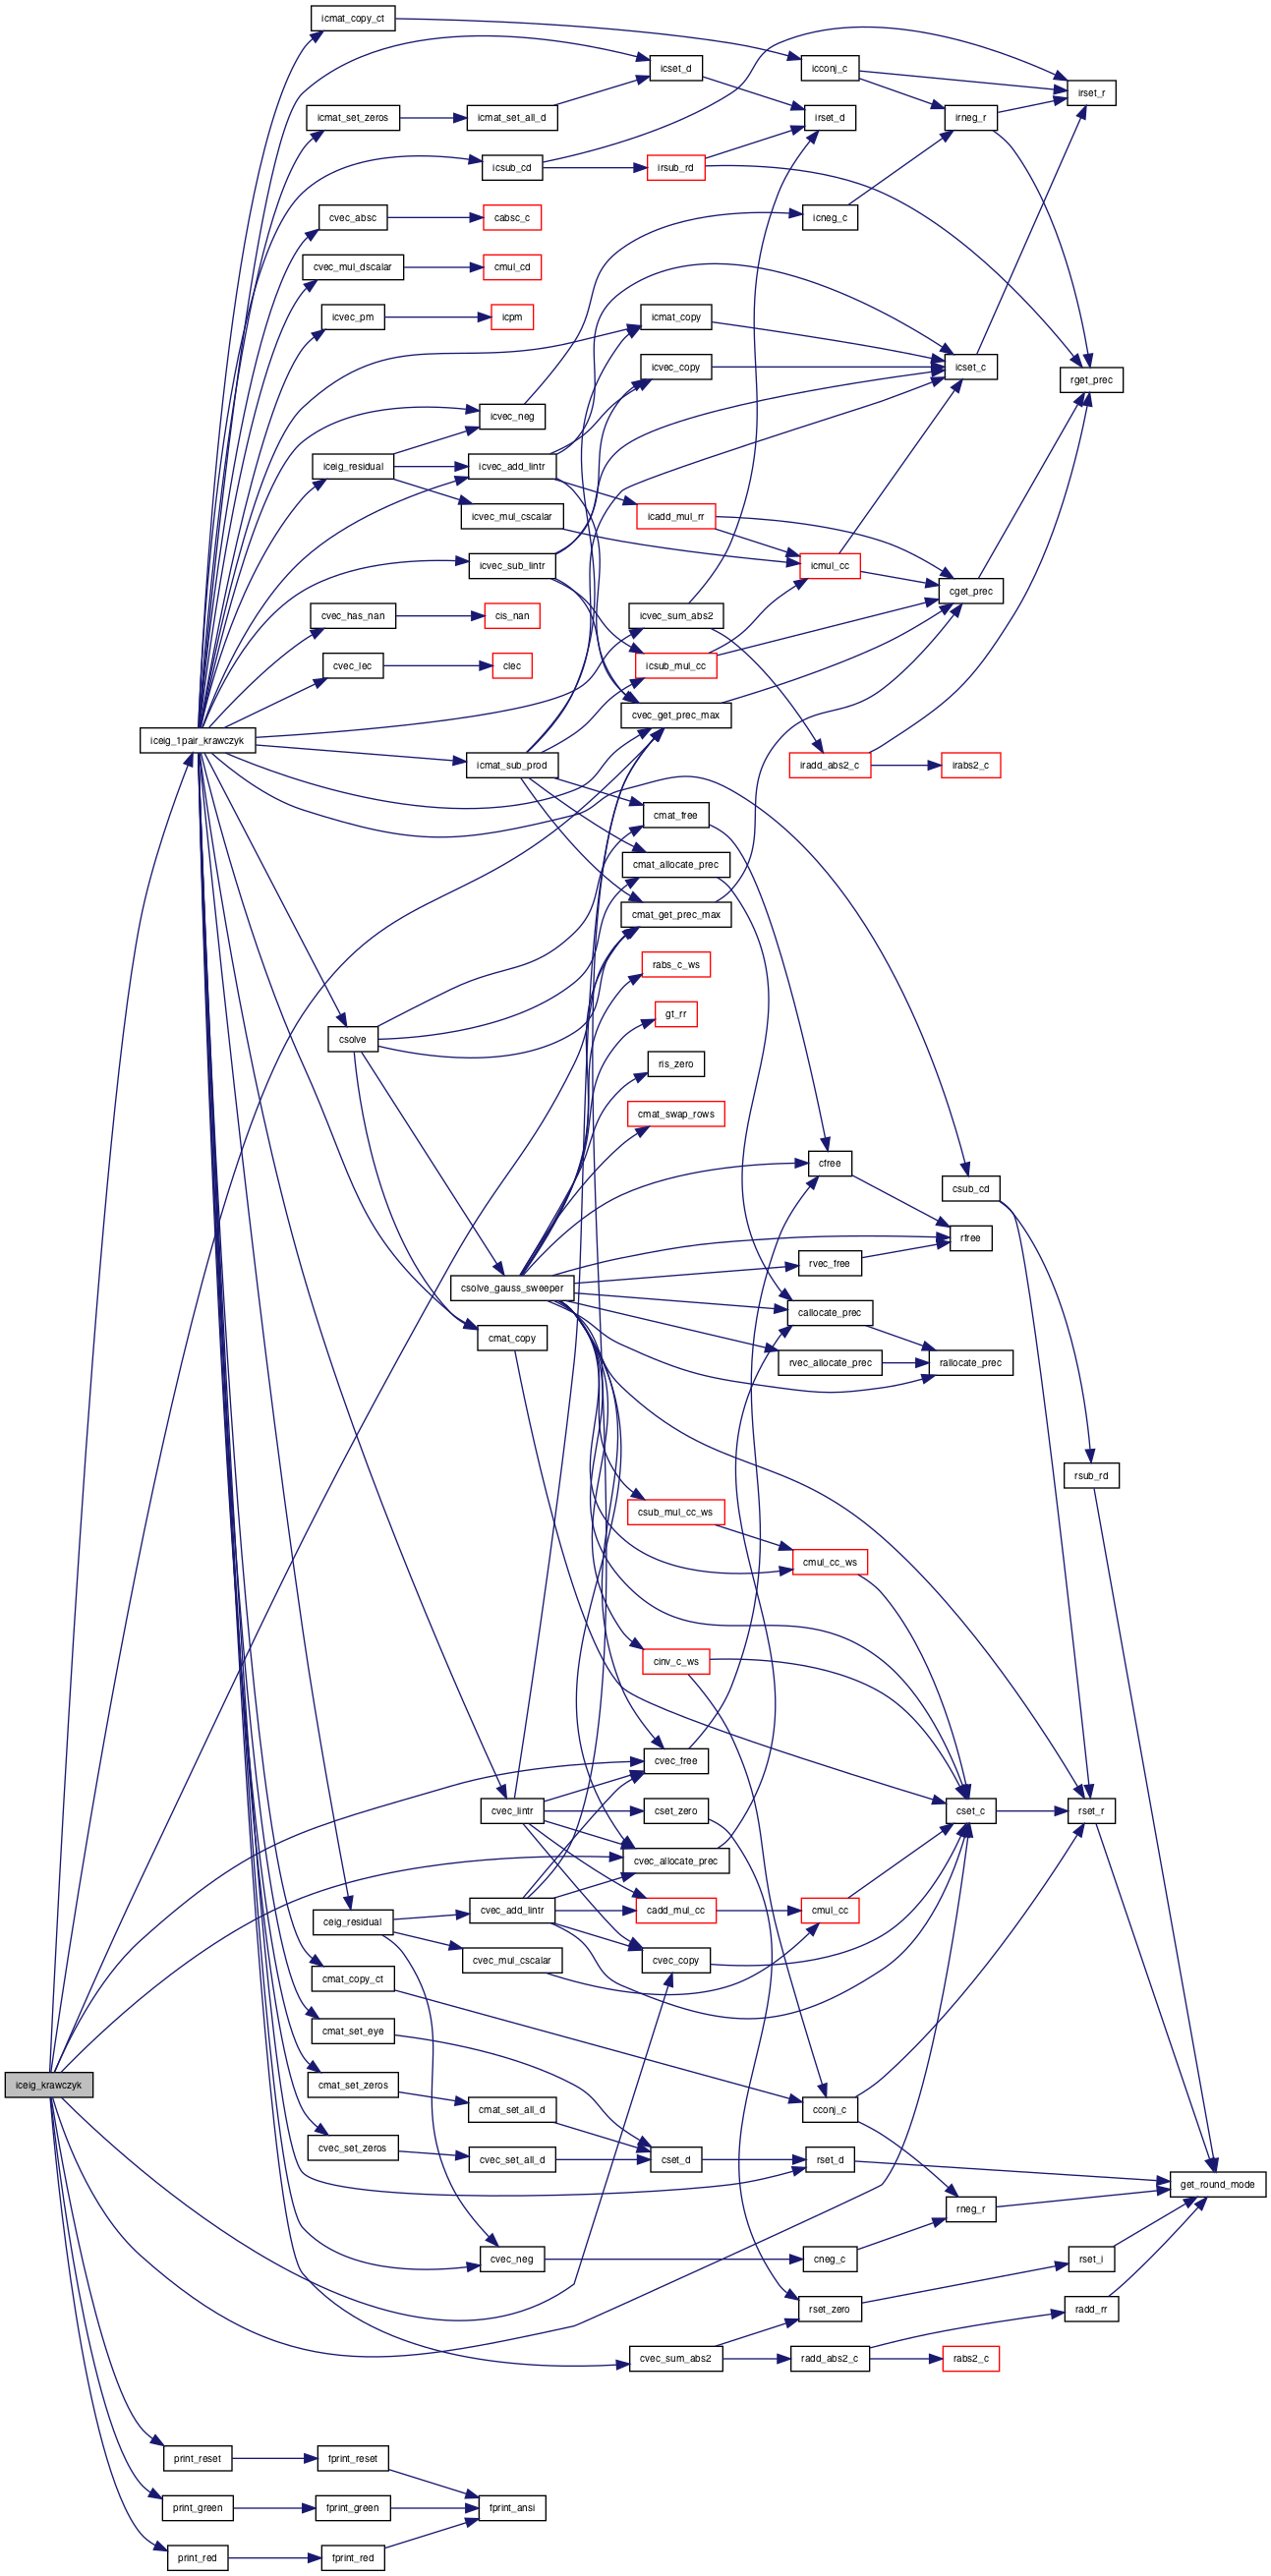 icmat_copy_ct
icset_d
icconj_c
irset_r
icmat_set_zeros
icmat_set_all_d
irset_d
irneg_r
icsub_cd
irsub_rd
cvec_absc
cabsc_c
icneg_c
cvec_mul_dscalar
cmul_cd
icvec_pm
icpm
icmat_copy
icvec_copy
icset_c
rget_prec
icvec_neg
iceig_residual
icvec_add_lintr
icvec_mul_cscalar
icadd_mul_rr
icvec_sub_lintr
icmul_cc
cget_prec
cvec_has_nan
cis_nan
icvec_sum_abs2
cvec_lec
clec
icsub_mul_cc
cvec_get_prec_max
iceig_1pair_krawczyk
icmat_sub_prod
iradd_abs2_c
irabs2_c
cmat_free
cmat_allocate_prec
cmat_get_prec_max
rabs_c_ws
gt_rr
csolve
ris_zero
cmat_swap_rows
cfree
csub_cd
rfree
rvec_free
csolve_gauss_sweeper
callocate_prec
cmat_copy
rvec_allocate_prec
rallocate_prec
rsub_rd
csub_mul_cc_ws
cmul_cc_ws
cinv_c_ws
cvec_free
cvec_lintr
cset_zero
cset_c
rset_r
cvec_allocate_prec
cvec_add_lintr
cadd_mul_cc
cmul_cc
ceig_residual
cvec_mul_cscalar
cvec_copy
cmat_copy_ct
cmat_set_eye
iceig_krawczyk
cmat_set_zeros
cmat_set_all_d
cconj_c
cvec_set_zeros
cvec_set_all_d
cset_d
rset_d
get_round_mode
rneg_r
cvec_neg
cneg_c
rset_i
rset_zero
radd_rr
cvec_sum_abs2
radd_abs2_c
rabs2_c
print_reset
fprint_reset
print_green
fprint_green
fprint_ansi
print_red
fprint_red